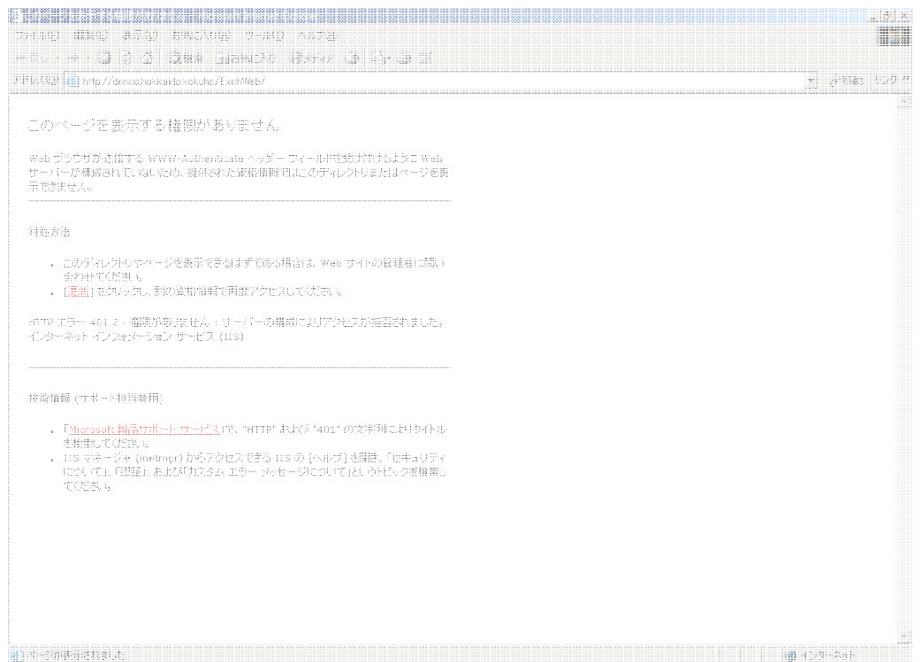 ファイル(F) 編集(E) 表示(V) お気に入り(A) ツール(T) ヘルプ(H)
検索 お気に入り メディア
アドレス(D) リンク
このページを表示する権限がありません
Web ブラウザが送信する WWW-Authenticate ヘッダー フィールドを受け付けるように Web
サーバーが構成されていないため、提供された資格情報ではこのディレクトリまたはページを表
示できません。
対処方法
このディレクトリやページを表示できるはずである場合は、Web サイトの管理者に問い
合わせてください。
[更新] をクリックし、別の資格情報で再度アクセスしてください。
HTTP エラー 401.2 - 権限がありません : サーバーの構成によりアクセスが拒否されました。
インターネット インフォメーション サービス (IIS)
技術情報 (サポート担当者用)
「Microsoft 製品サポート サービス」で、"HTTP" および "401" の文字列によりタイトル
を検索してください。
IIS マネージャ (inetmgr) からアクセスできる IIS の [ヘルプ] を開き、「セキュリティ
について」、「認証」、および「カスタム エラー メッセージについて」というトピックを検索し
てください。
ページが表示されました
インターネット